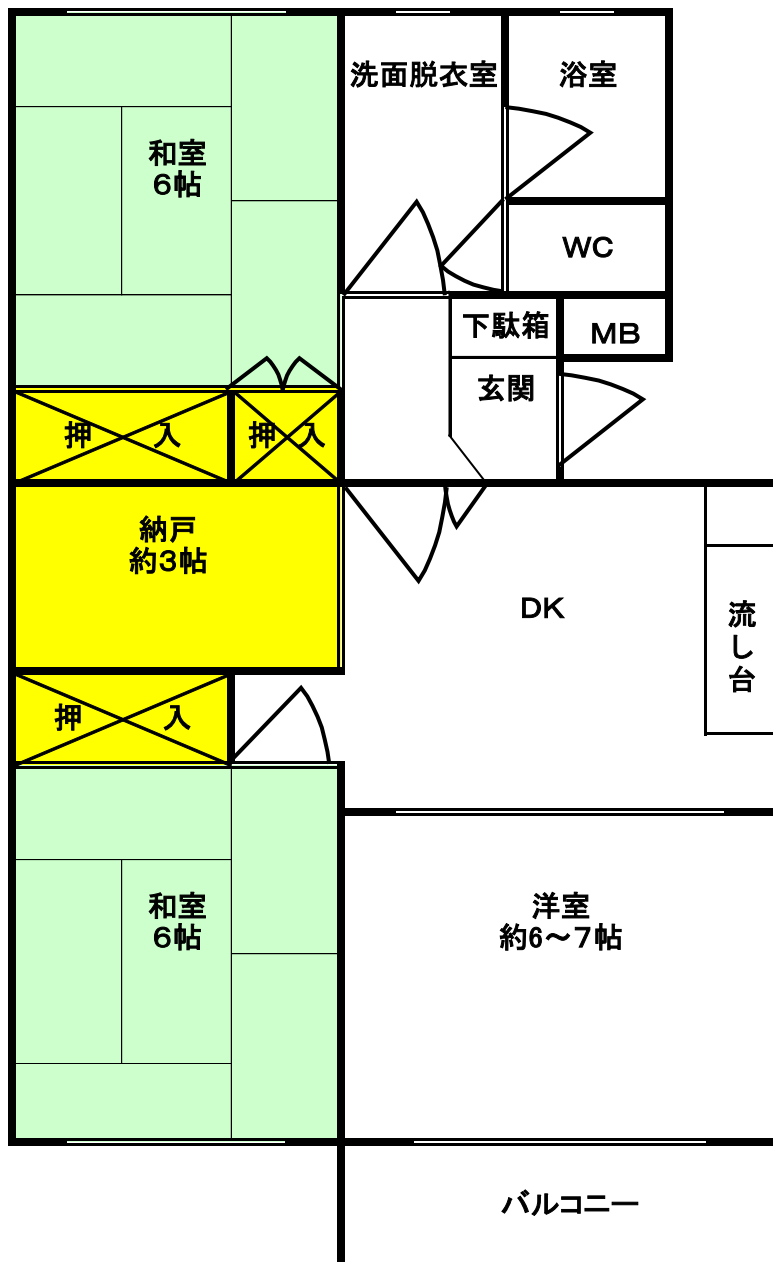 洗面脱衣室
浴室
和室
6帖
WC
下駄箱
MB
玄関
押 入
押 入
納戸
約3帖
DK
流し台
押 入
和室
6帖
洋室
約6～7帖
バルコニー